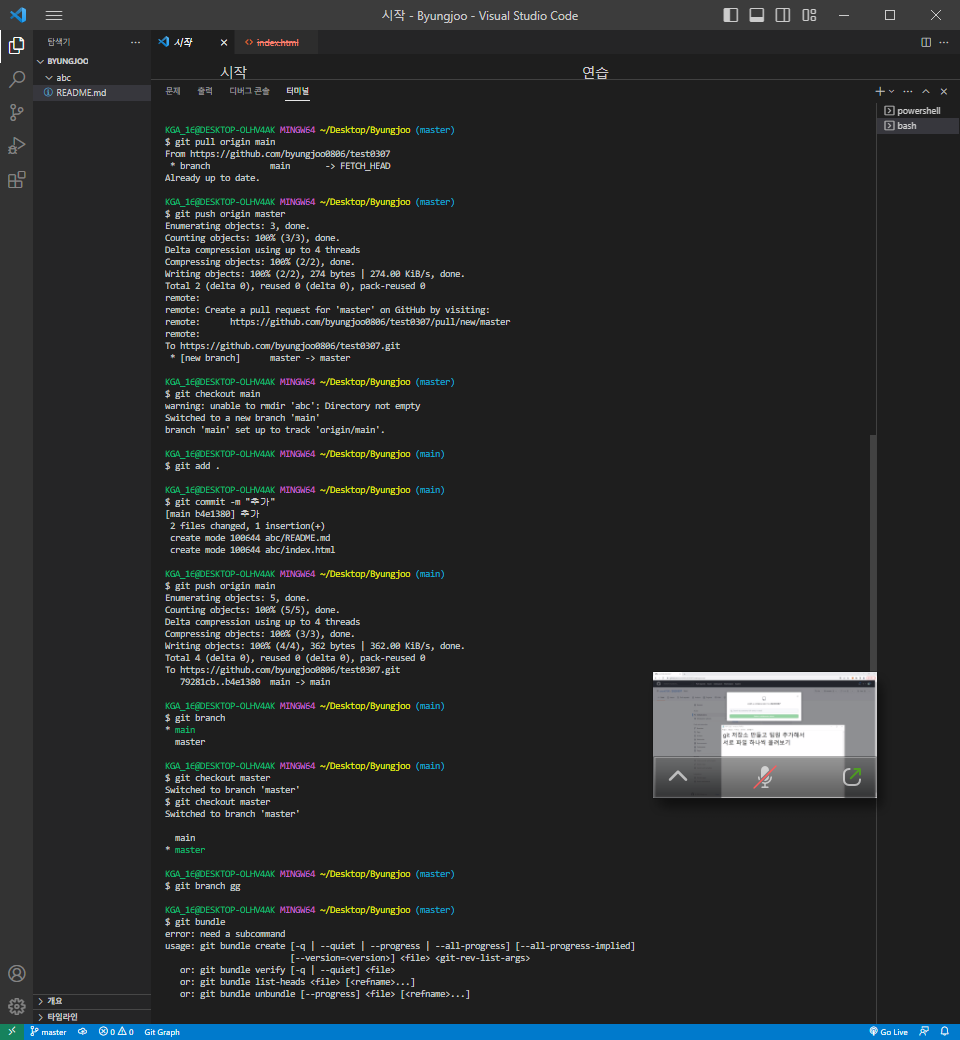 시작 - Byungjoo - Visual Studio Code
탐색기
시작
index.html
BYUNGJOO
abc
README.md
시작
연습
문제 출력 디버그 콘솔 터미널
powershell
bash
KGA_16@DESKTOP-OLHV4AK MINGW64 ~/Desktop/Byungjoo (master)
$ git pull origin main
From https://github.com/byungjoo0806/test0307
 * branch            main       -> FETCH_HEAD
Already up to date.
KGA_16@DESKTOP-OLHV4AK MINGW64 ~/Desktop/Byungjoo (master)
$ git push origin master
Enumerating objects: 3, done.
Counting objects: 100% (3/3), done.
Delta compression using up to 4 threads
Compressing objects: 100% (2/2), done.
Writing objects: 100% (2/2), 274 bytes | 274.00 KiB/s, done.
Total 2 (delta 0), reused 0 (delta 0), pack-reused 0
remote:
remote: Create a pull request for 'master' on GitHub by visiting:
remote:      https://github.com/byungjoo0806/test0307/pull/new/master
remote:
To https://github.com/byungjoo0806/test0307.git
 * [new branch]      master -> master
KGA_16@DESKTOP-OLHV4AK MINGW64 ~/Desktop/Byungjoo (master)
$ git checkout main
warning: unable to rmdir 'abc': Directory not empty
Switched to a new branch 'main'
branch 'main' set up to track 'origin/main'.
KGA_16@DESKTOP-OLHV4AK MINGW64 ~/Desktop/Byungjoo (main)
$ git add .
KGA_16@DESKTOP-OLHV4AK MINGW64 ~/Desktop/Byungjoo (main)
$ git commit -m "추가"
[main b4e1380] 추가
 2 files changed, 1 insertion(+)
 create mode 100644 abc/README.md
 create mode 100644 abc/index.html
KGA_16@DESKTOP-OLHV4AK MINGW64 ~/Desktop/Byungjoo (main)
$ git push origin main
Enumerating objects: 5, done.
Counting objects: 100% (5/5), done.
Delta compression using up to 4 threads
Compressing objects: 100% (3/3), done.
Writing objects: 100% (4/4), 362 bytes | 362.00 KiB/s, done.
Total 4 (delta 0), reused 0 (delta 0), pack-reused 0
To https://github.com/byungjoo0806/test0307.git
   79281cb..b4e1380  main -> main
KGA_16@DESKTOP-OLHV4AK MINGW64 ~/Desktop/Byungjoo (main)
$ git branch
* main
  master
KGA_16@DESKTOP-OLHV4AK MINGW64 ~/Desktop/Byungjoo (main)
$ git checkout master
Switched to branch 'master'
$ git checkout master
Switched to branch 'master'
  main
* master
KGA_16@DESKTOP-OLHV4AK MINGW64 ~/Desktop/Byungjoo (master)
$ git branch gg
KGA_16@DESKTOP-OLHV4AK MINGW64 ~/Desktop/Byungjoo (master)
$ git bundle
error: need a subcommand
usage: git bundle create [-q | --quiet | --progress | --all-progress] [--all-progress-implied]
                         [--version=<version>] <file> <git-rev-list-args>
   or: git bundle verify [-q | --quiet] <file>
   or: git bundle list-heads <file> [<refname>...]
   or: git bundle unbundle [--progress] <file> [<refname>...]
git 저장소 만들고 팀원 추가해서
서로 파일 하나씩 올려보기
개요
타임라인
master
0
0
Git Graph
Go Live